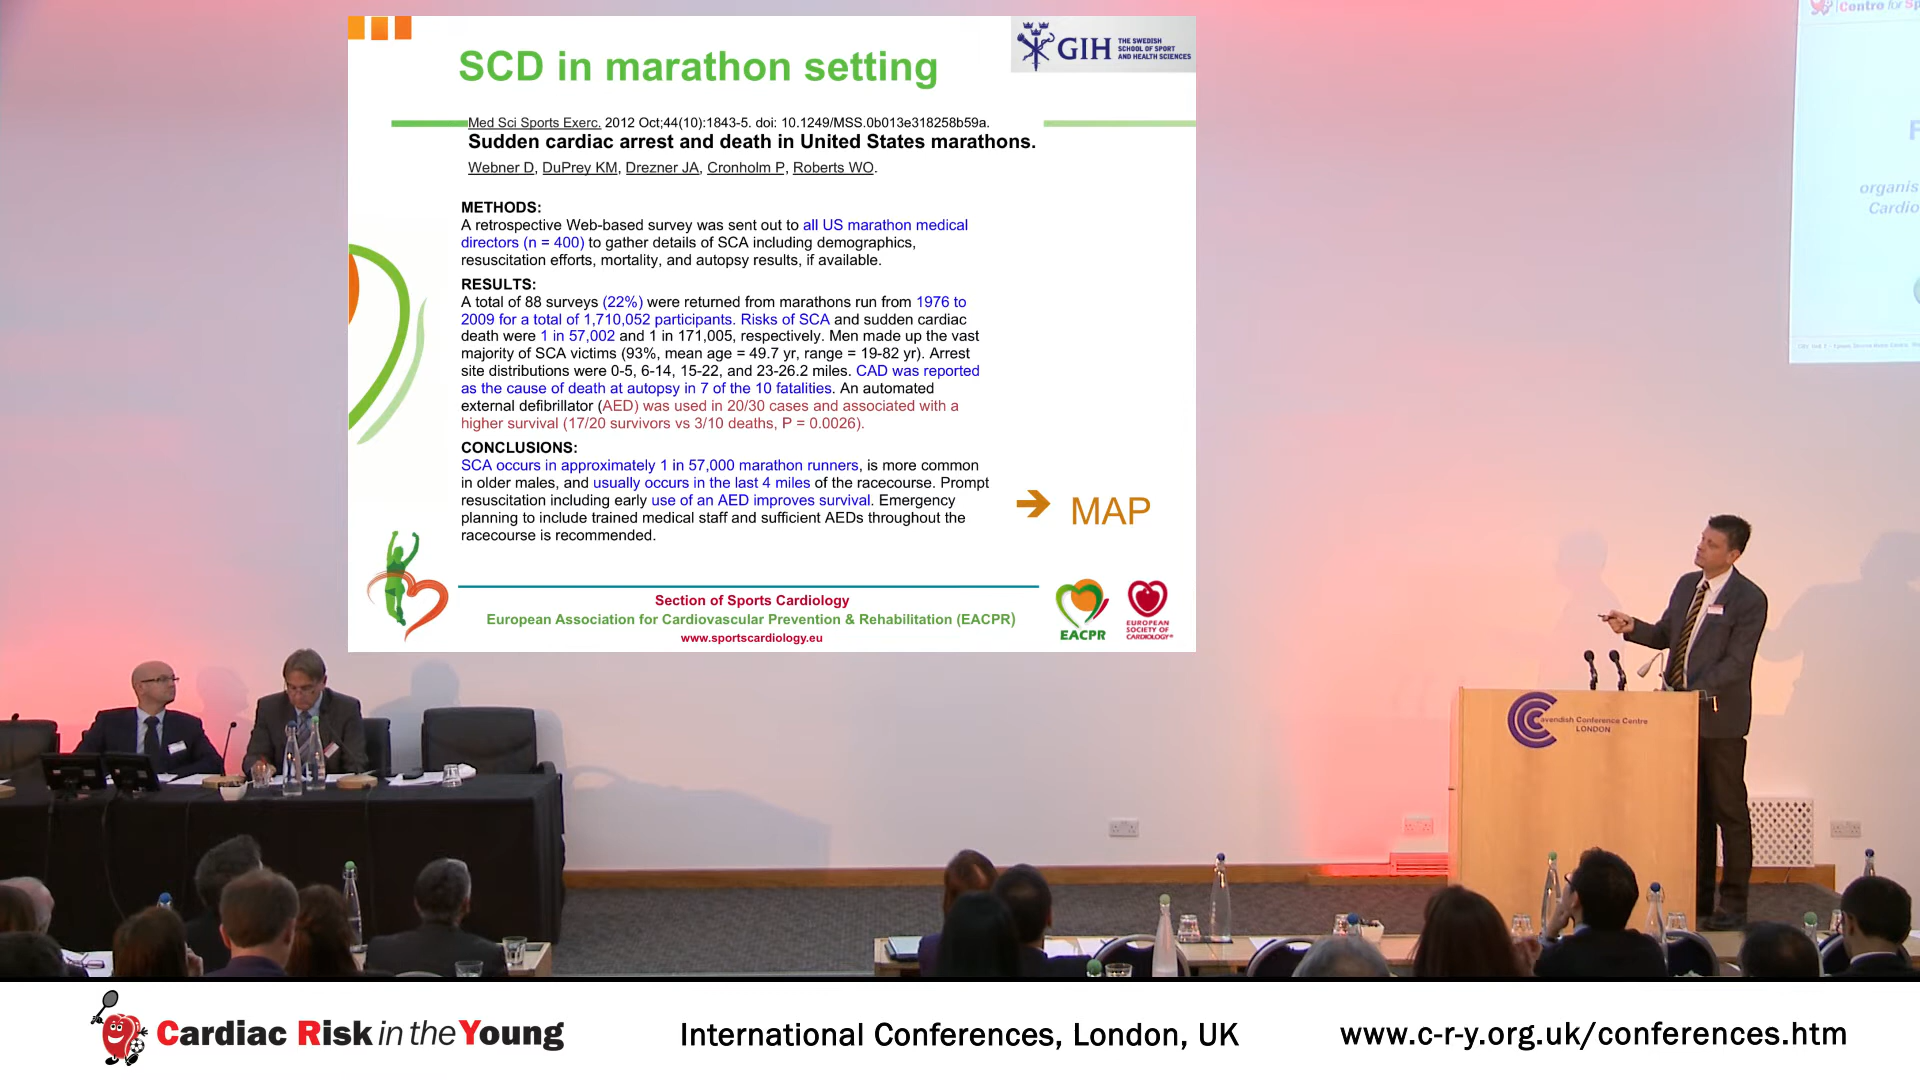 SCD in marathon setting
GIH THE SWEDISH
SCHOOL OF SPORT
AND HEALTH SCIENCES
Med Sci Sports Exerc. 2012 Oct;44(10):1843-5. doi: 10.1249/MSS.0b013e318258b59a.
Sudden cardiac arrest and death in United States marathons.
Webner D, DuPrey KM, Drezner JA, Cronholm P, Roberts WO.
METHODS:
A retrospective Web-based survey was sent out to all US marathon medical
directors (n = 400) to gather details of SCA including demographics,
resuscitation efforts, mortality, and autopsy results, if available.
RESULTS:
A total of 88 surveys (22%) were returned from marathons run from 1976 to
2009 for a total of 1,710,052 participants. Risks of SCA and sudden cardiac
death were 1 in 57,002 and 1 in 171,005, respectively. Men made up the vast
majority of SCA victims (93%, mean age = 49.7 yr, range = 19-82 yr). Arrest
site distributions were 0-5, 6-14, 15-22, and 23-26.2 miles. CAD was reported
as the cause of death at autopsy in 7 of the 10 fatalities. An automated
external defibrillator (AED) was used in 20/30 cases and associated with a
higher survival (17/20 survivors vs 3/10 deaths, P = 0.0026).
CONCLUSIONS:
SCA occurs in approximately 1 in 57,000 marathon runners, is more common
in older males, and usually occurs in the last 4 miles of the racecourse. Prompt
resuscitation including early use of an AED improves survival. Emergency
planning to include trained medical staff and sufficient AEDs throughout the
racecourse is recommended.
➔ MAP
Section of Sports Cardiology
European Association for Cardiovascular Prevention & Rehabilitation (EACPR)
www.sportscardiology.eu
EACPR
EUROPEAN
SOCIETY OF
CARDIOLOGY®
Centre for Sp
F
organis
Cardio
Cavendish Conference Centre
LONDON
Cardiac Risk in the Young
International Conferences, London, UK
www.c-r-y.org.uk/conferences.htm